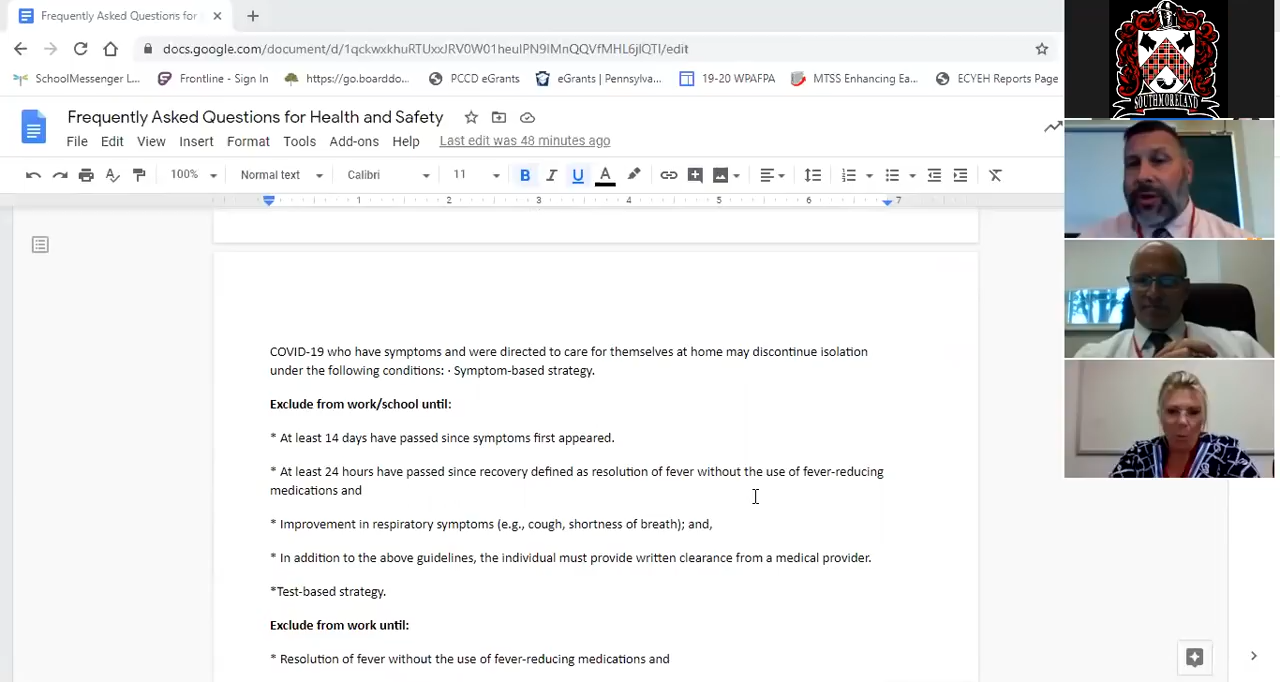 Frequently Asked Questions for
docs.google.com/document/d/1qckwxkhuRTUxxJRV0W01heuIPN9IMnQQVfMHL6jIQTI/edit
SchoolMessenger L...
Frontline - Sign In
https://go.boarddo...
PCCD eGrants
eGrants | Pennsylva...
19-20 WPAFPA
MTSS Enhancing Ea...
ECYEH Reports Page
SOUTHMORELAND
Frequently Asked Questions for Health and Safety
File Edit View Insert Format Tools Add-ons Help Last edit was 48 minutes ago
100% Normal text Calibri 11 B I U A
1 2 3 4 5 6 7
COVID-19 who have symptoms and were directed to care for themselves at home may discontinue isolation
under the following conditions: · Symptom-based strategy.
Exclude from work/school until:
* At least 14 days have passed since symptoms first appeared.
* At least 24 hours have passed since recovery defined as resolution of fever without the use of fever-reducing
medications and
* Improvement in respiratory symptoms (e.g., cough, shortness of breath); and,
* In addition to the above guidelines, the individual must provide written clearance from a medical provider.
*Test-based strategy.
Exclude from work until:
* Resolution of fever without the use of fever-reducing medications and